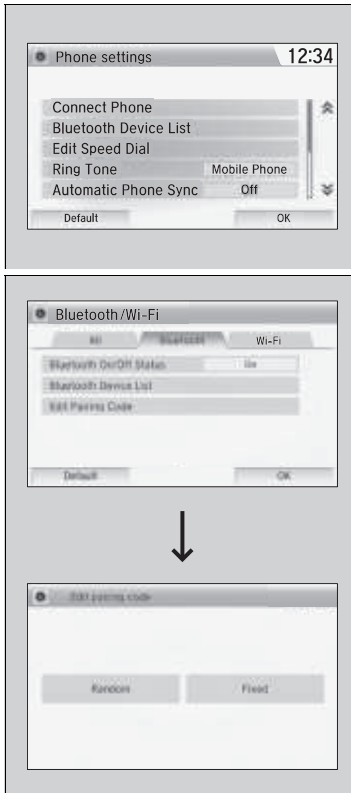 Phone settings 12:34
Connect Phone
Bluetooth Device List
Edit Speed Dial
Ring Tone Mobile Phone
Automatic Phone Sync Off
Default OK
Bluetooth/Wi-Fi
All Bluetooth Wi-Fi
Bluetooth On/Off Status On
Bluetooth Device List
Edit Pairing Code
Default OK
Edit pairing code
Random Fixed